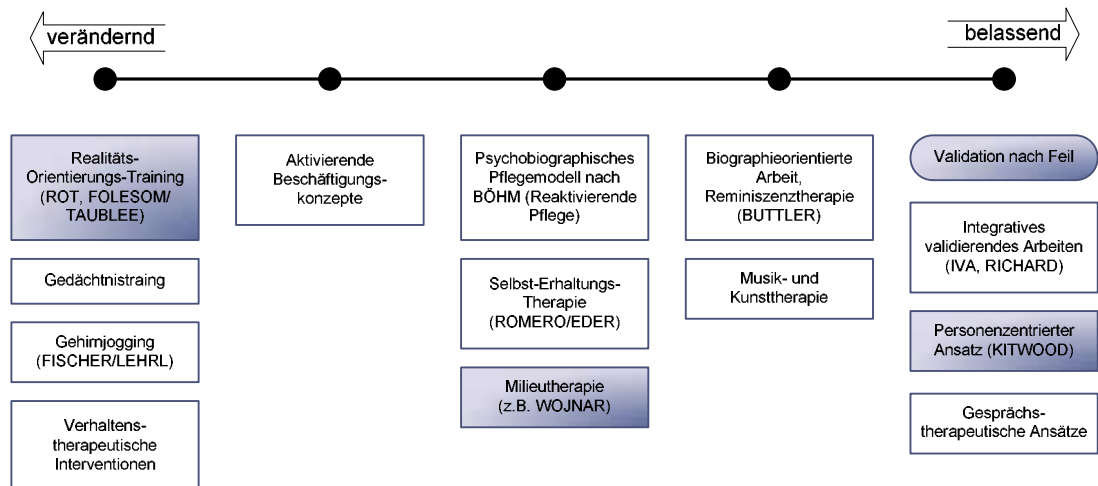 verändernd
belassend
Realitäts-
Orientierungs-Training
(ROT, FOLESOM/
TAUBLEE)
Gedächtnistraing
Gehirnjogging
(FISCHER/LEHRL)
Verhaltens-
therapeutische
Interventionen
Aktivierende
Beschäftigungs-
konzepte
Psychobiographisches
Pflegemodell nach
BÖHM (Reaktivierende
Pflege)
Selbst-Erhaltungs-
Therapie
(ROMERO/EDER)
Milieutherapie
(z.B. WOJNAR)
Biographieorientierte
Arbeit,
Reminiszenztherapie
(BUTTLER)
Musik- und
Kunsttherapie
Validation nach Feil
Integratives
validierendes Arbeiten
(IVA, RICHARD)
Personenzentrierter
Ansatz (KITWOOD)
Gesprächs-
therapeutische Ansätze